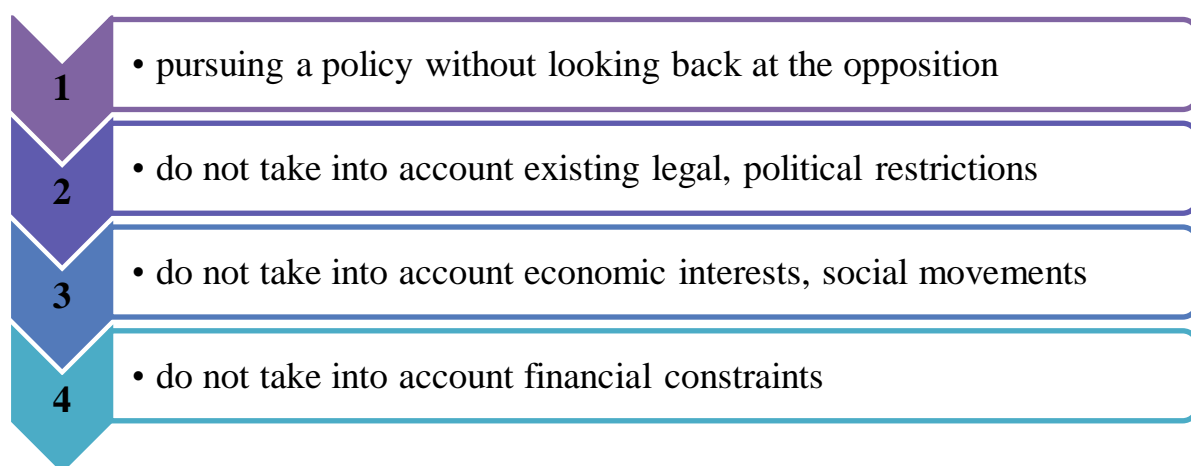 1
• pursuing a policy without looking back at the opposition
2
• do not take into account existing legal, political restrictions
3
• do not take into account economic interests, social movements
4
• do not take into account financial constraints